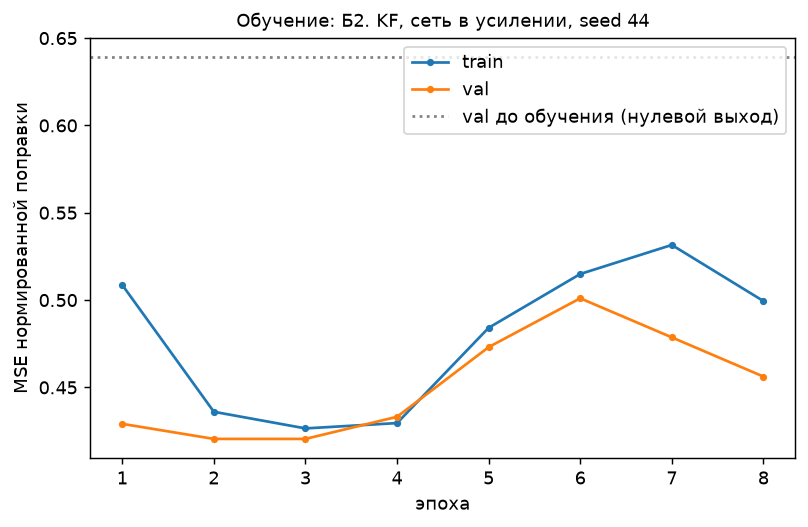 Обучение: Б2. KF, сеть в усилении, seed 44
MSE нормированной поправки
0.65
0.60
0.55
0.50
0.45
train
val
val до обучения (нулевой выход)
1 2 3 4 5 6 7 8
эпоха